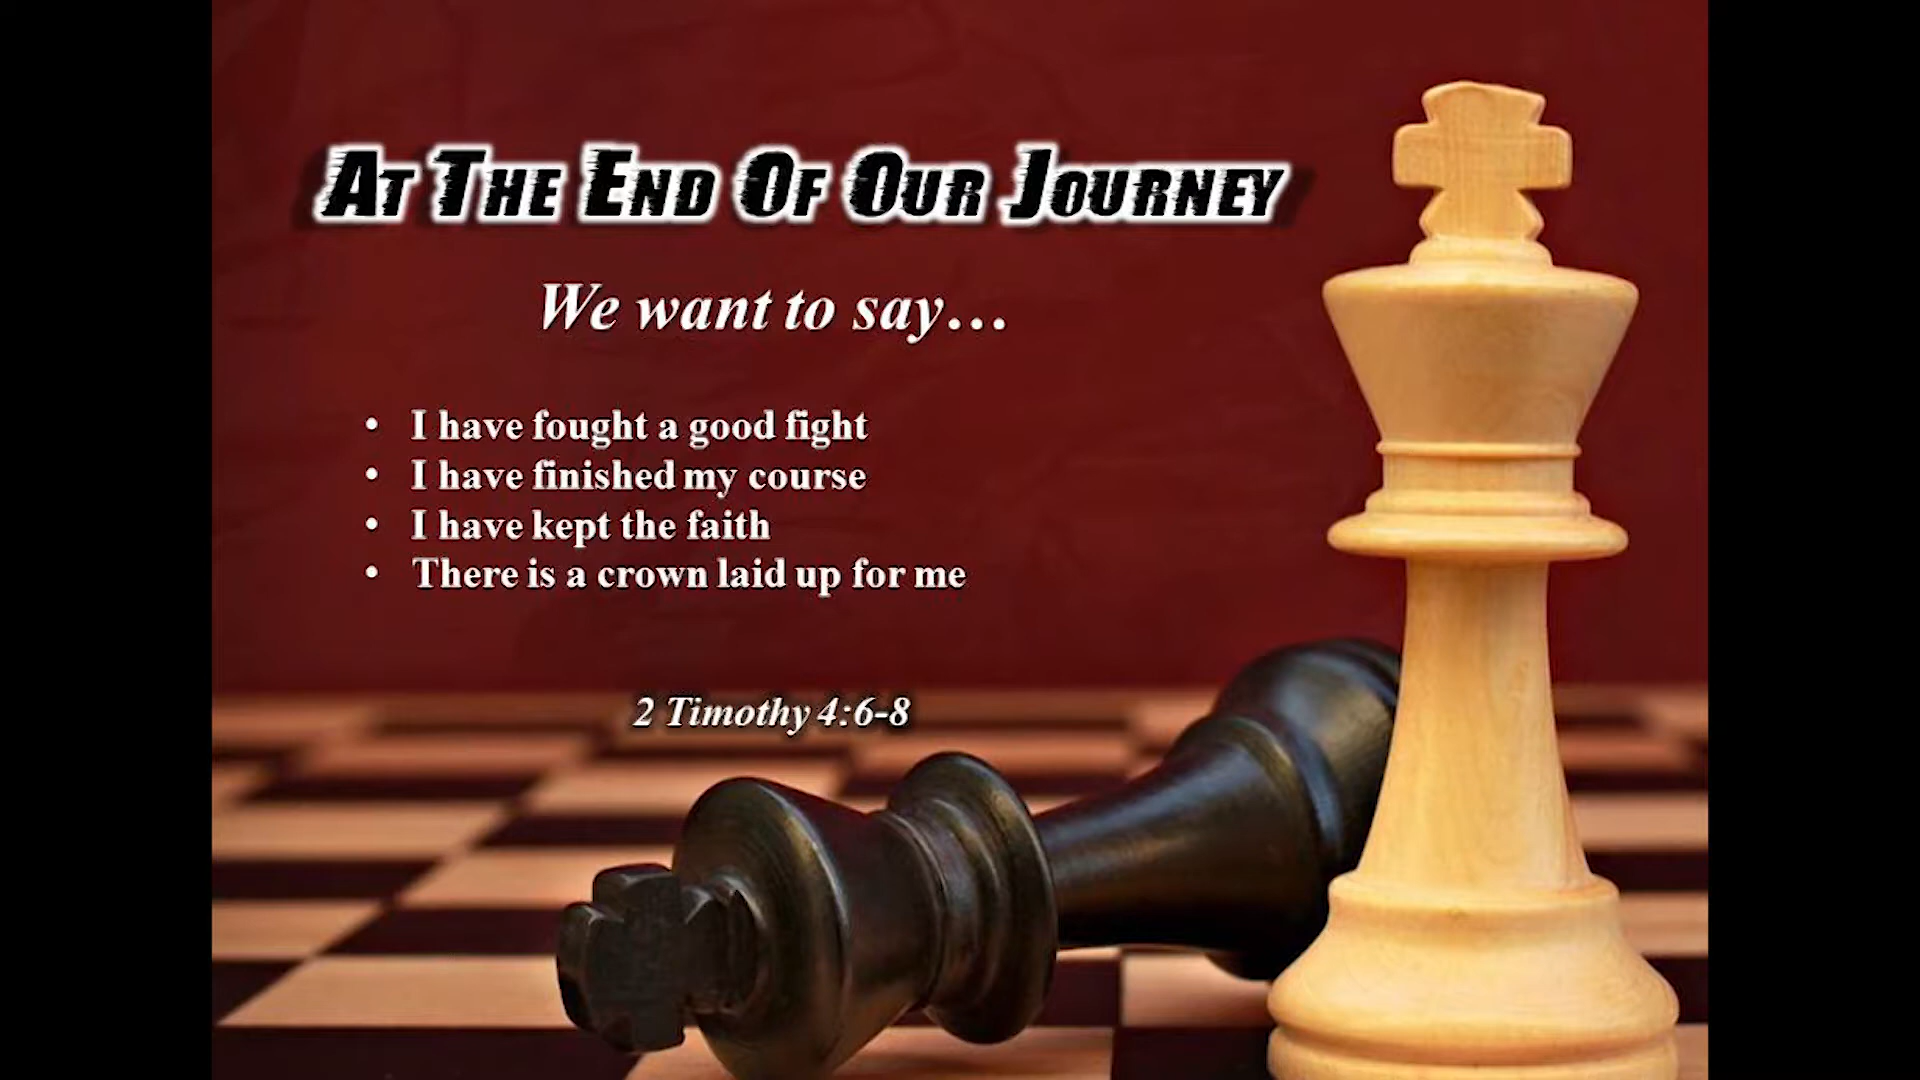 At The End Of Our Journey
We want to say…
• I have fought a good fight
• I have finished my course
• I have kept the faith
• There is a crown laid up for me
2 Timothy 4:6-8